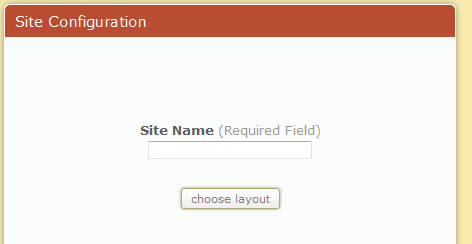 Site Configuration
Site Name (Required Field)
choose layout